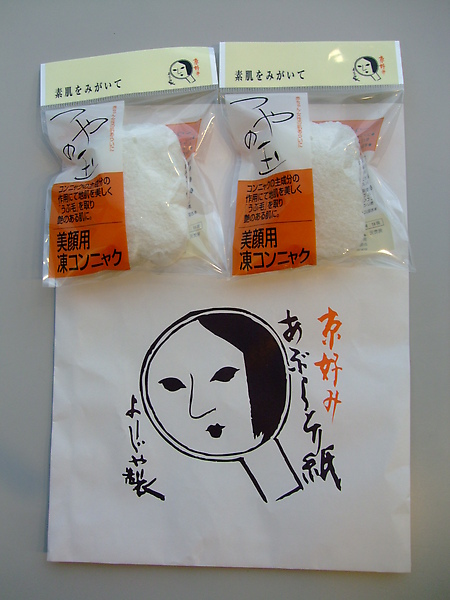 素肌をみがいて
京好み
つやの玉
コンニャクの主成分の
作用にて地肌を美しく
「うぶ毛」を取り
艶のある肌に。
美顔用
凍コンニャク
素肌をみがいて
京好み
つやの玉
コンニャクの主成分の
作用にて地肌を美しく
「うぶ毛」を取り
艶のある肌に。
美顔用
凍コンニャク
京好み
あぶらとり紙
よーじや製